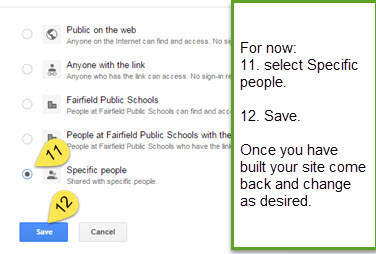 Public on the web
Anyone on the Internet can find and access. No sign
Anyone with the link
Anyone who has the link can access. No sign-in re
Fairfield Public Schools
People at Fairfield Public Schools can find and acces
People at Fairfield Public Schools with the
People at Fairfield Public Schools who have the link
11
Specific people
Shared with specific people.
12
Save
Cancel
For now:
11. select Specific
people.
12. Save.
Once you have
built your site come
back and change
as desired.